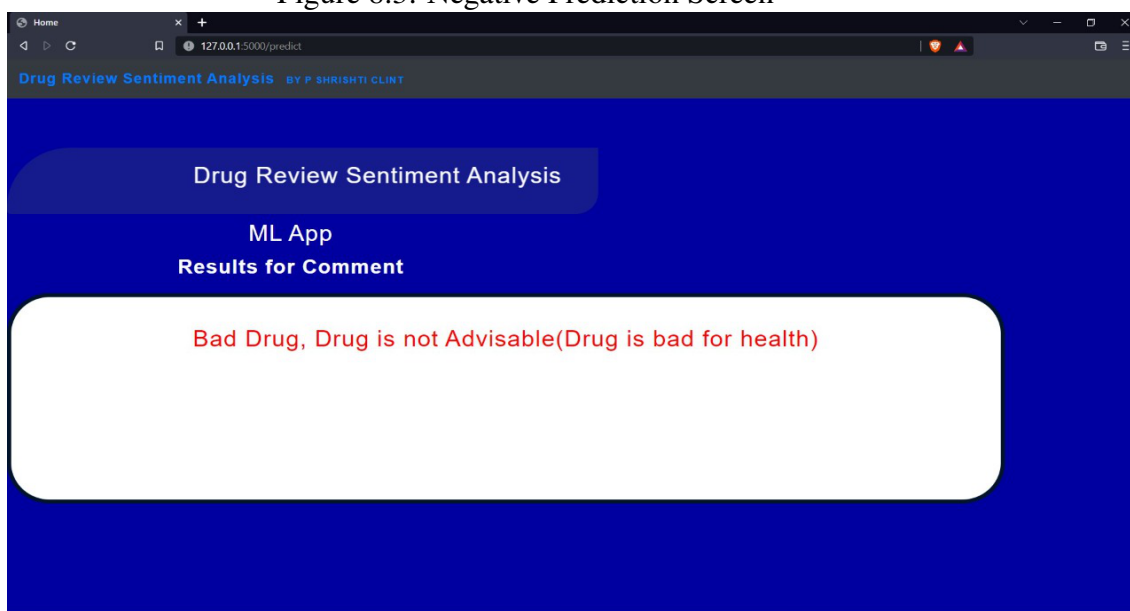 Figure 8.3: Negative Prediction Screen
Home
127.0.0.1:5000/predict
Drug Review Sentiment Analysis BY P SHRISHTI CLINT
Drug Review Sentiment Analysis
ML App
Results for Comment
Bad Drug, Drug is not Advisable(Drug is bad for health)